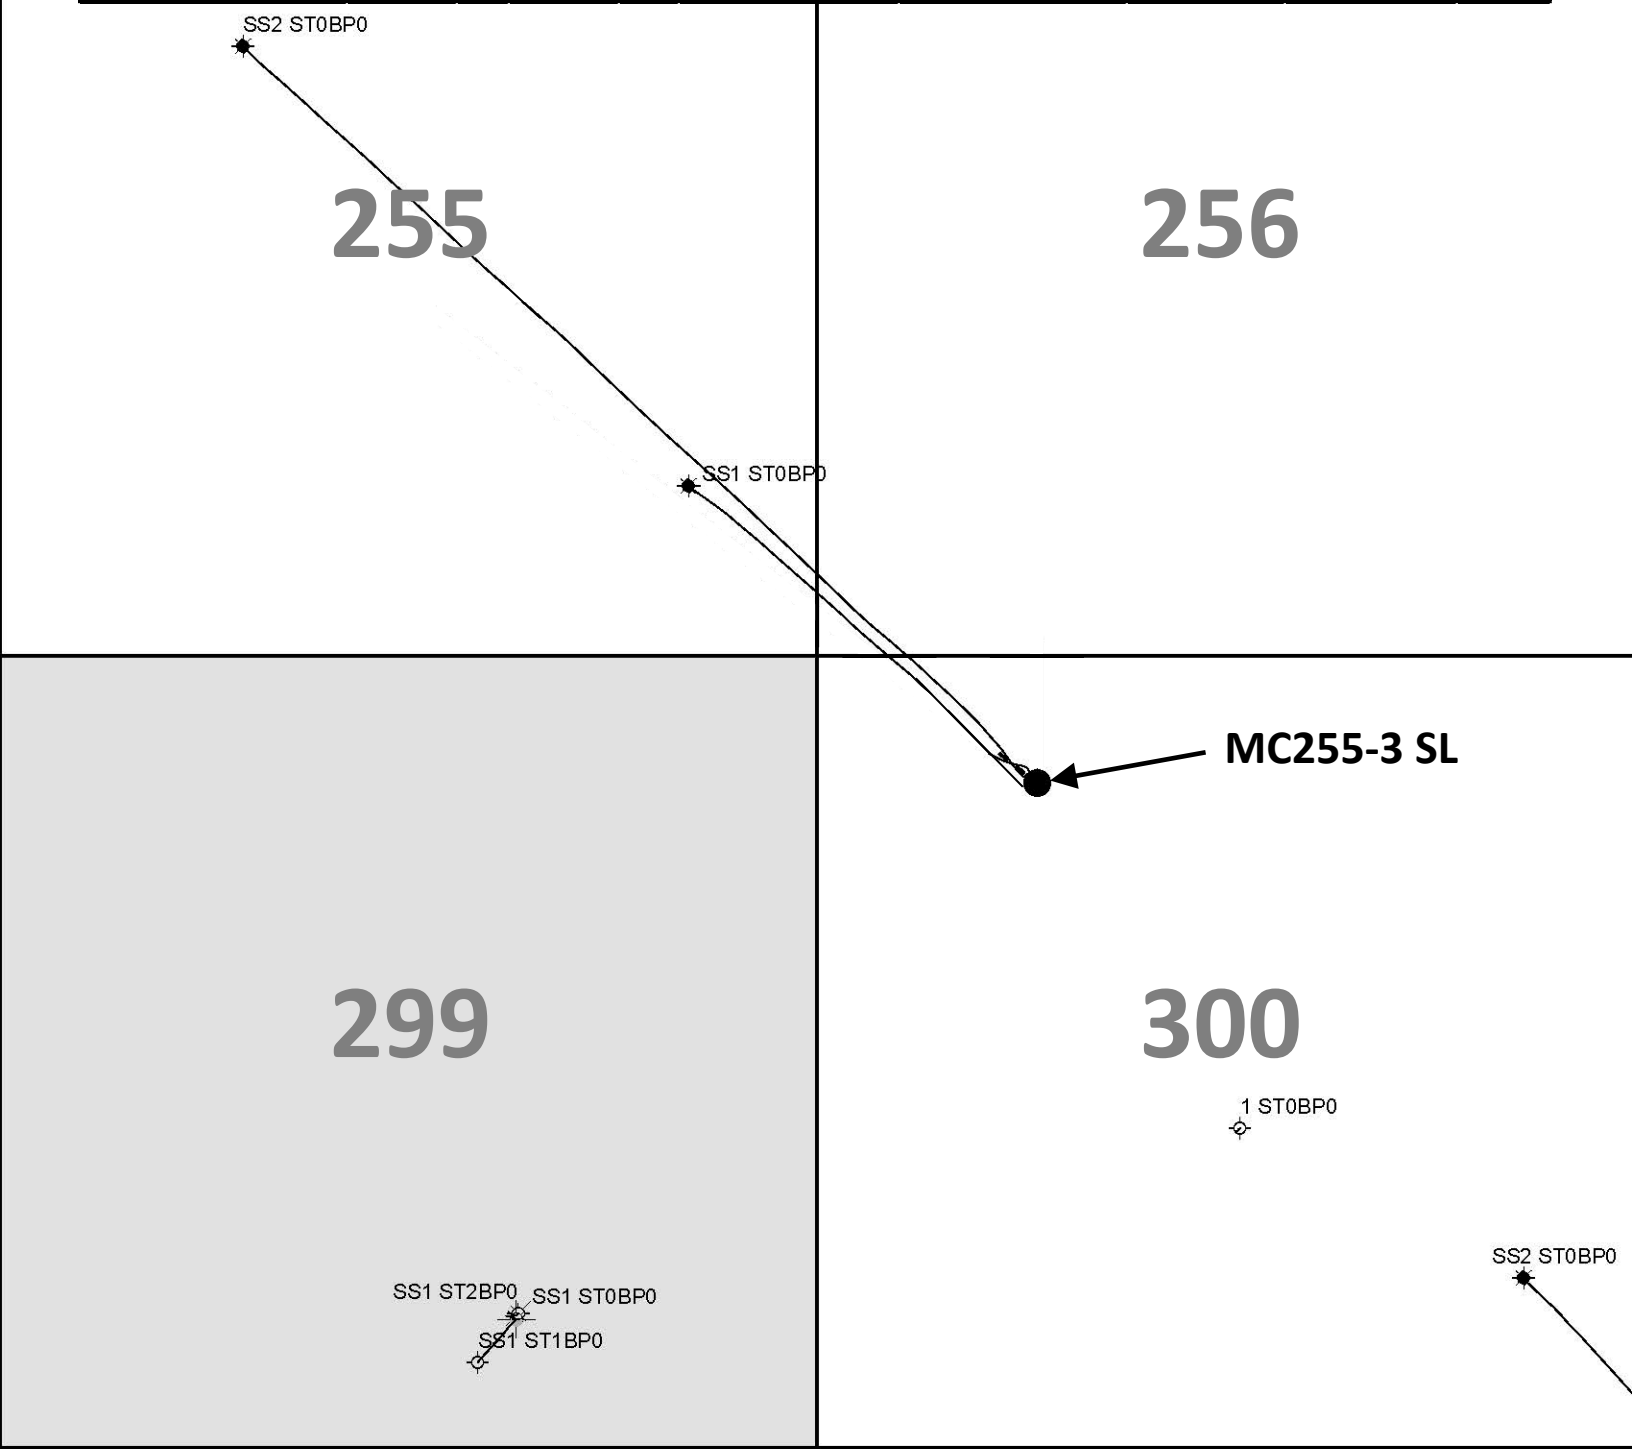 SS2 ST0BP0
255
256
SS1 ST0BP0
MC255-3 SL
299
300
1 ST0BP0
SS2 ST0BP0
SS1 ST2BP0
SS1 ST0BP0
SS1 ST1BP0